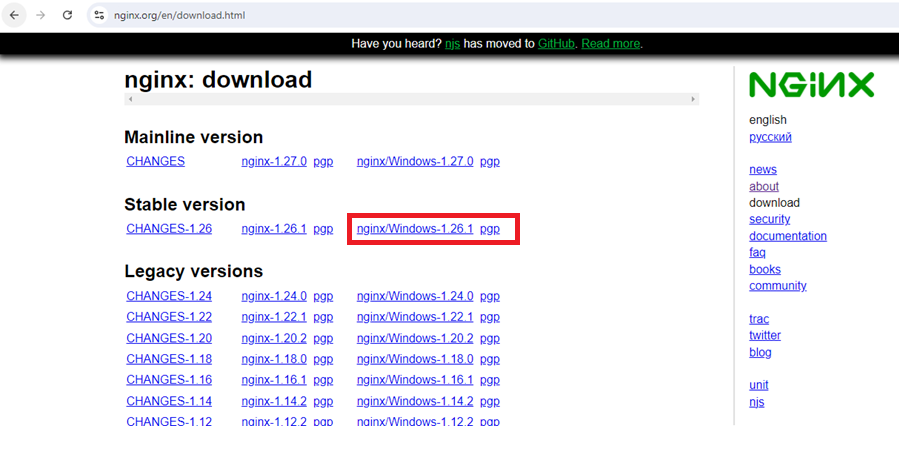 nginx.org/en/download.html
Have you heard? njs has moved to GitHub. Read more.
nginx: download
Mainline version
CHANGES nginx-1.27.0 pgp nginx/Windows-1.27.0 pgp
Stable version
CHANGES-1.26 nginx-1.26.1 pgp nginx/Windows-1.26.1 pgp
Legacy versions
CHANGES-1.24 nginx-1.24.0 pgp nginx/Windows-1.24.0 pgp
CHANGES-1.22 nginx-1.22.1 pgp nginx/Windows-1.22.1 pgp
CHANGES-1.20 nginx-1.20.2 pgp nginx/Windows-1.20.2 pgp
CHANGES-1.18 nginx-1.18.0 pgp nginx/Windows-1.18.0 pgp
CHANGES-1.16 nginx-1.16.1 pgp nginx/Windows-1.16.1 pgp
CHANGES-1.14 nginx-1.14.2 pgp nginx/Windows-1.14.2 pgp
CHANGES-1.12 nginx-1.12.2 pgp nginx/Windows-1.12.2 pgp
NGINX
english
русский
news
about
download
security
documentation
faq
books
community
trac
twitter
blog
unit
njs